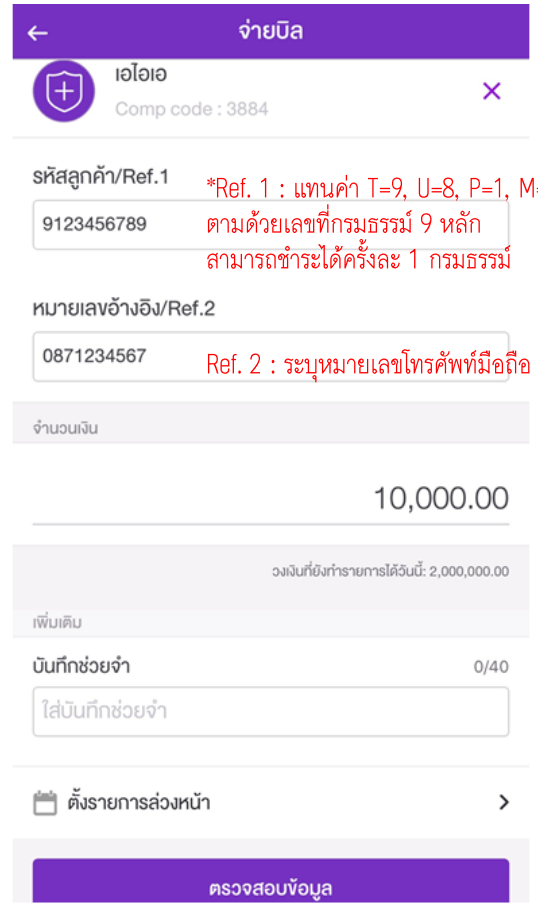 จ่ายบิล
เอไอเอ
Comp code : 3884
รหัสลูกค้า/Ref.1
*Ref. 1 : แทนค่า T=9, U=8, P=1, M=
9123456789
ตามด้วยเลขที่กรมธรรม์ 9 หลัก
สามารถชำระได้ครั้งละ 1 กรมธรรม์
หมายเลขอ้างอิง/Ref.2
0871234567
Ref. 2 : ระบุหมายเลขโทรศัพท์มือถือ
จำนวนเงิน
10,000.00
วงเงินที่ยังทำรายการได้วันนี้: 2,000,000.00
เพิ่มเติม
บันทึกช่วยจำ
0/40
ใส่บันทึกช่วยจำ
ตั้งรายการล่วงหน้า
ตรวจสอบข้อมูล